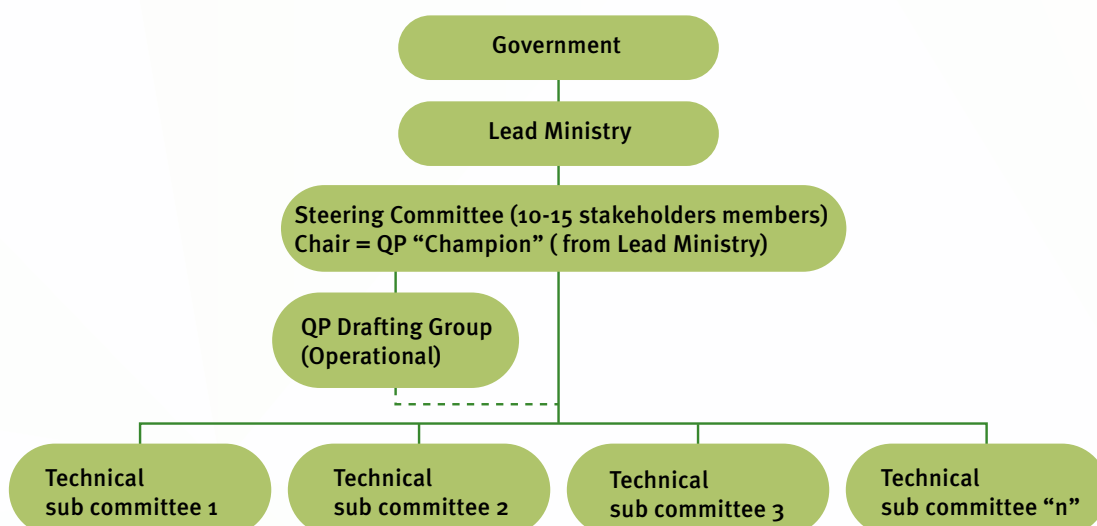 Government
Lead Ministry
Steering Committee (10-15 stakeholders members)
Chair = QP “Champion” ( from Lead Ministry)
QP Drafting Group
(Operational)
Technical
sub committee 1
Technical
sub committee 2
Technical
sub committee 3
Technical
sub committee “n”